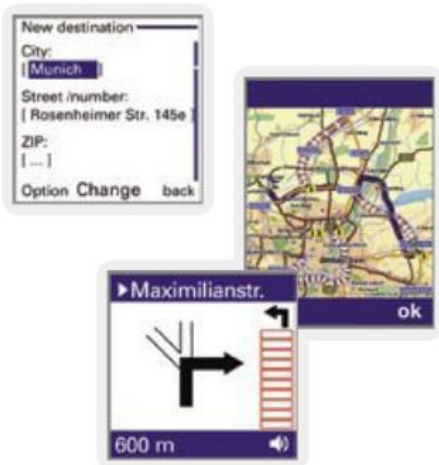 New destination
City:
[ Munich ]
Street /number:
[ Rosenheimer Str. 145e ]
ZIP:
[ ... ]
Option Change back
ok
Maximilianstr.
600 m